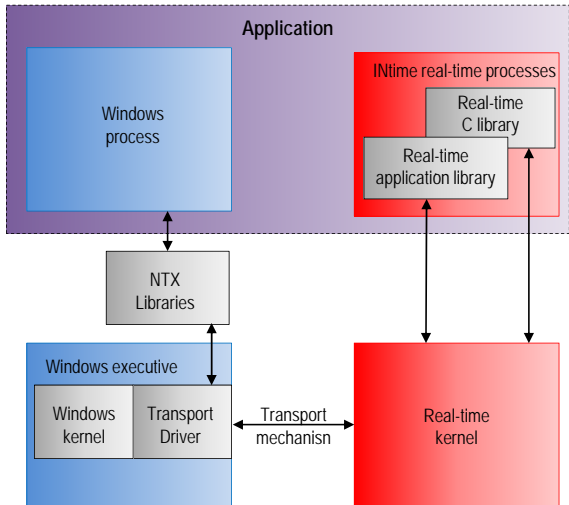 Application
Windows
process
INtime real-time processes
Real-time
C library
Real-time
application library
NTX
Libraries
Windows executive
Windows
kernel
Transport
Driver
Transport
mechanisn
Real-time
kernel